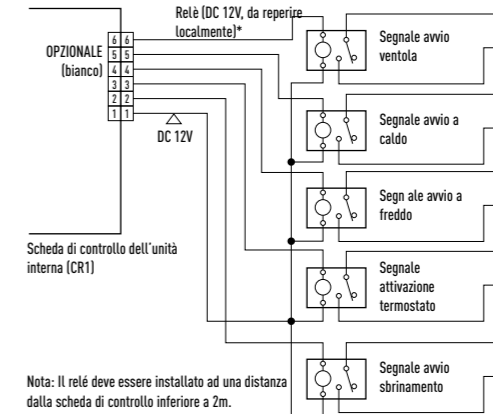 Relè (DC 12V, da reperire
localmente)*
OPZIONALE
(bianco)
6 6
5 5
4 4
3 3
2 2
1 1
DC 12V
Scheda di controllo dell'unità
interna (CR1)
Segnale avvio
ventola
Segnale avvio a
caldo
Segn ale avvio a
freddo
Segnale
attivazione
termostato
Segnale avvio
sbrinamento
Nota: Il relé deve essere installato ad una distanza
dalla scheda di controllo inferiore a 2m.